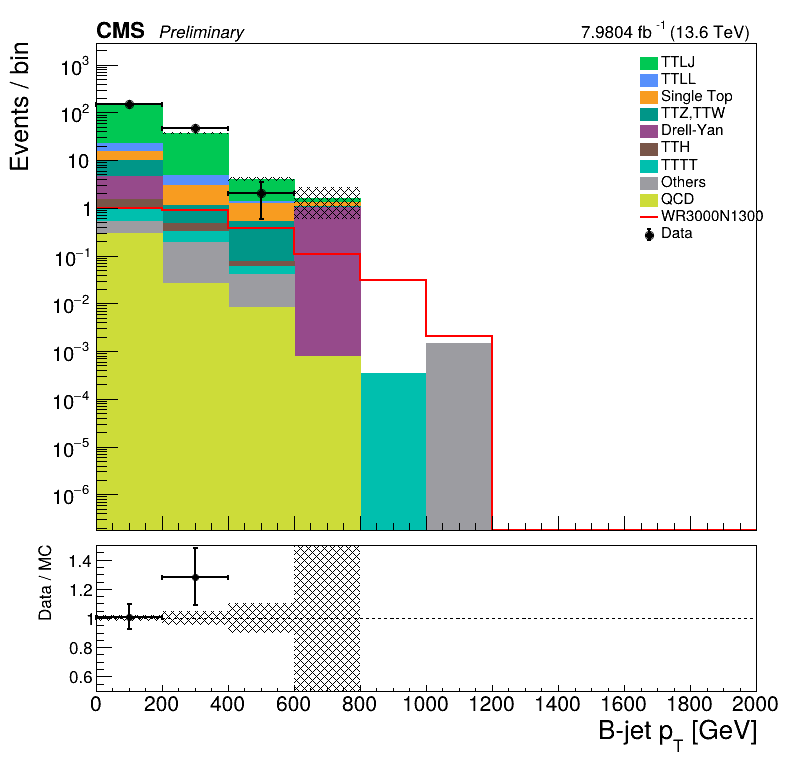 CMS Preliminary 7.9804 fb⁻¹ (13.6 TeV)
Events / bin
10³
10²
10
1
10⁻¹
10⁻²
10⁻³
10⁻⁴
10⁻⁵
10⁻⁶
TTLJ
TTLL
Single Top
TTZ,TTW
Drell-Yan
TTH
TTTT
Others
QCD
WR3000N1300
Data
Data / MC
1.4
1.2
1
0.8
0.6
0 200 400 600 800 1000 1200 1400 1600 1800 2000
B-jet p_T [GeV]